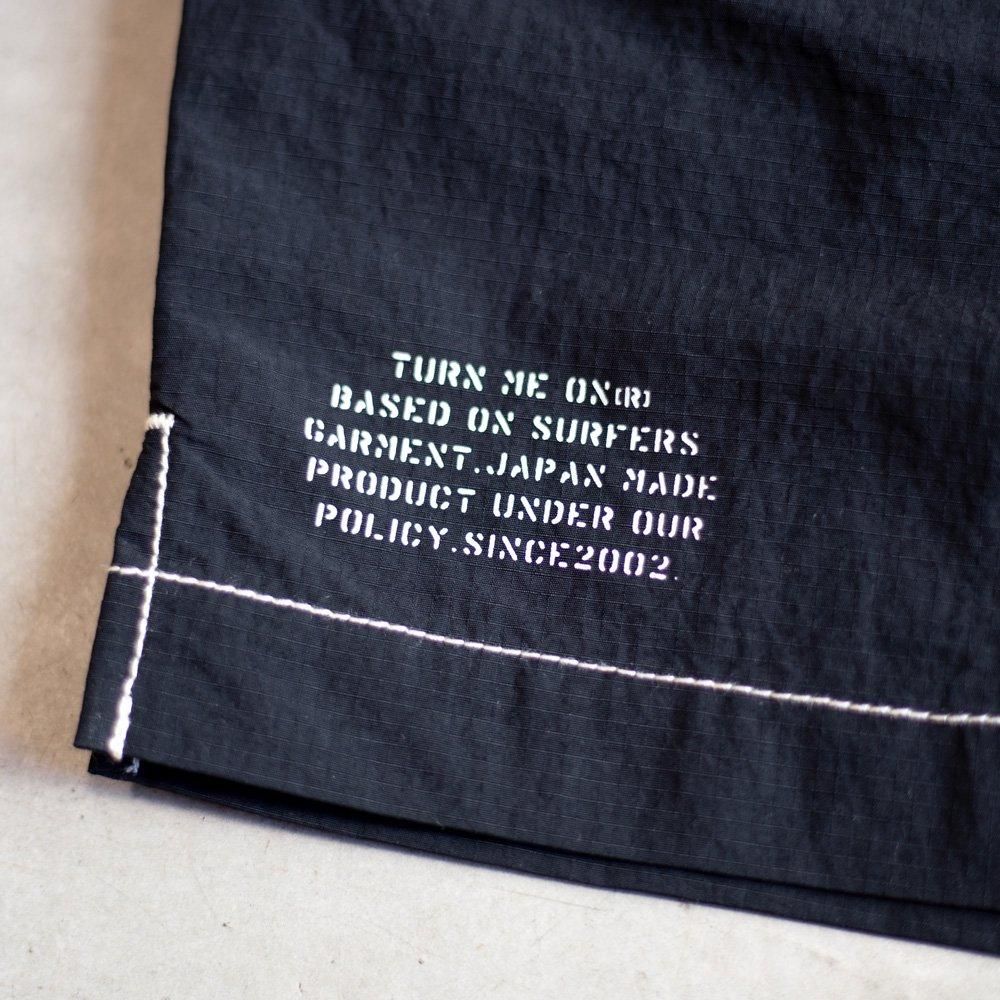 TURN ME ON(R)
BASED ON SURFERS
GARMENT.JAPAN MADE
PRODUCT UNDER OUR
POLICY.SINCE2002.